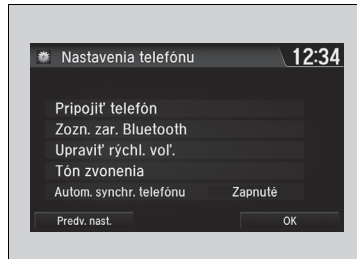 Nastavenia telefónu 12:34
Pripojiť telefón
Zozn. zar. Bluetooth
Upraviť rýchl. voľ.
Tón zvonenia
Autom. synchr. telefónu Zapnuté
Predv. nast. OK